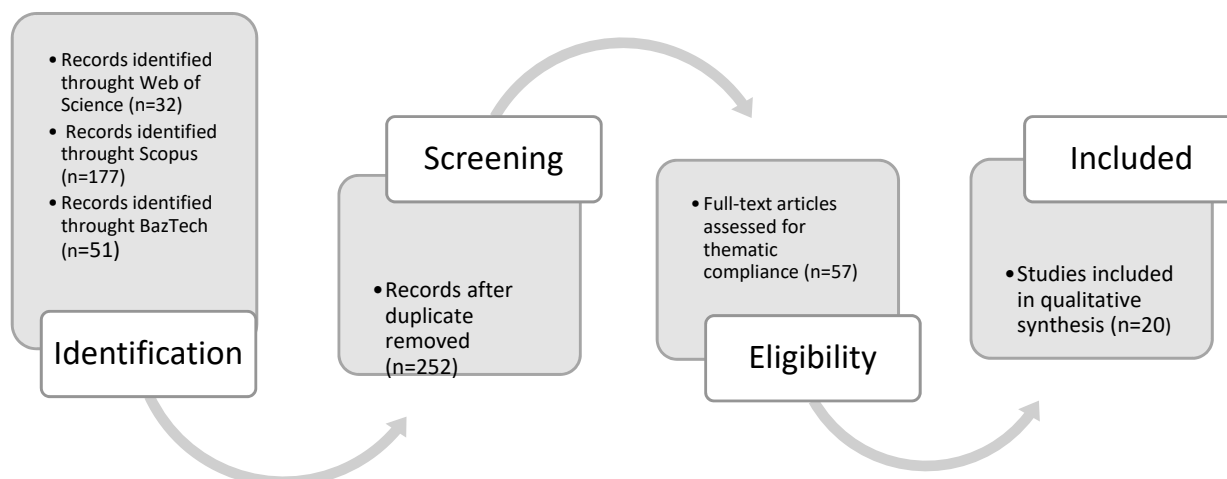 • Records identified
throught Web of
Science (n=32)
• Records identified
throught Scopus
(n=177)
• Records identified
throught BazTech
(n=51)
Identification
Screening
• Records after
duplicate
removed
(n=252)
• Full-text articles
assessed for
thematic
compliance (n=57)
Eligibility
Included
• Studies included
in qualitative
synthesis (n=20)